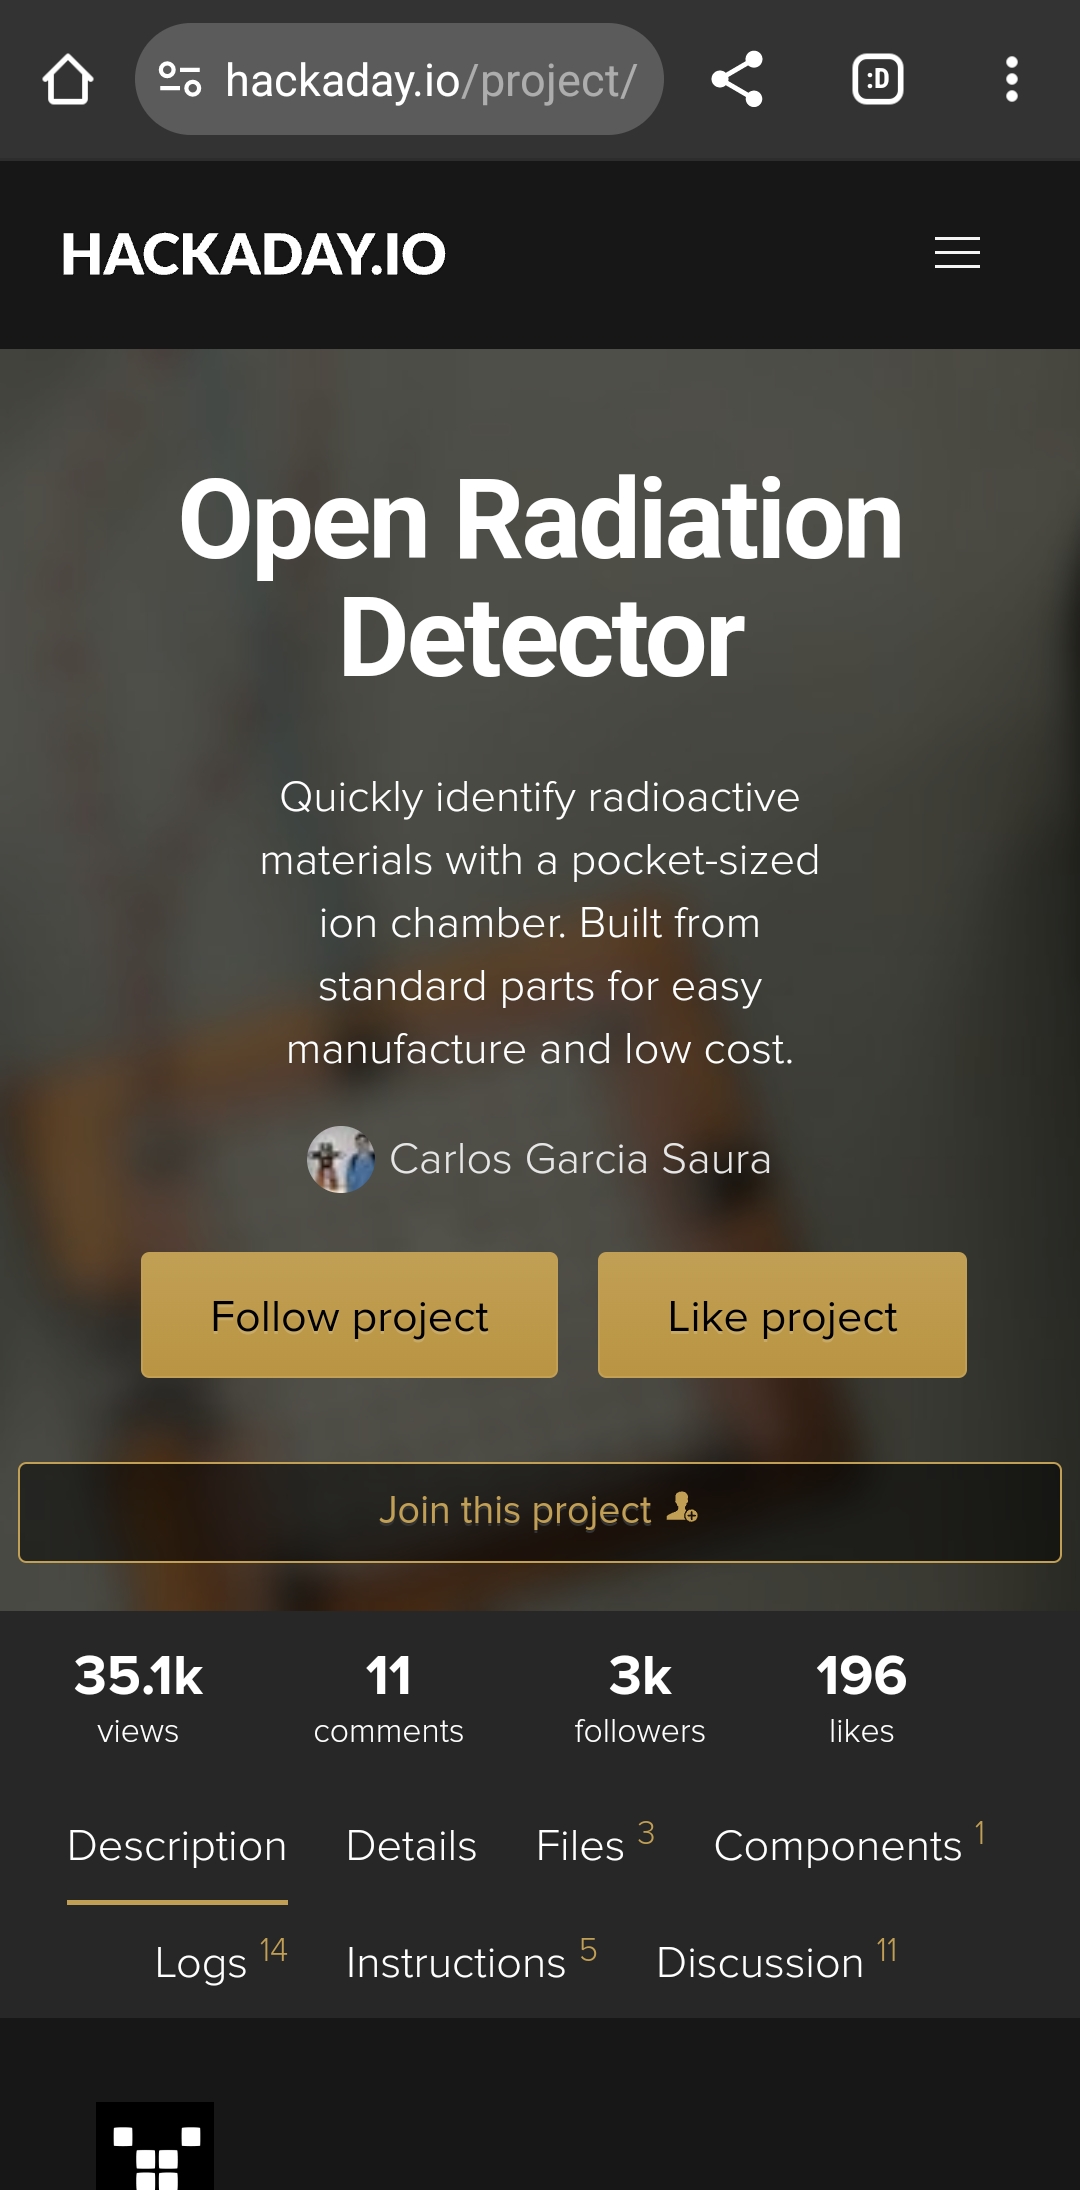 hackaday.io/project/
:D
HACKADAY.IO
Open Radiation
Detector
Quickly identify radioactive
materials with a pocket-sized
ion chamber. Built from
standard parts for easy
manufacture and low cost.
Carlos Garcia Saura
Follow project
Like project
Join this project
35.1k
views
11
comments
3k
followers
196
likes
Description
Details
Files 3
Components 1
Logs 14
Instructions 5
Discussion 11